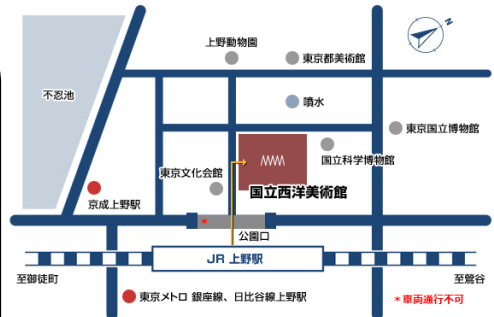 上野動物園
東京都美術館
N
不忍池
噴水
東京国立博物館
国立科学博物館
東京文化会館
国立西洋美術館
京成上野駅
*
公園口
JR 上野駅
至御徒町
至鶯谷
東京メトロ 銀座線、日比谷線上野駅
*車両通行不可